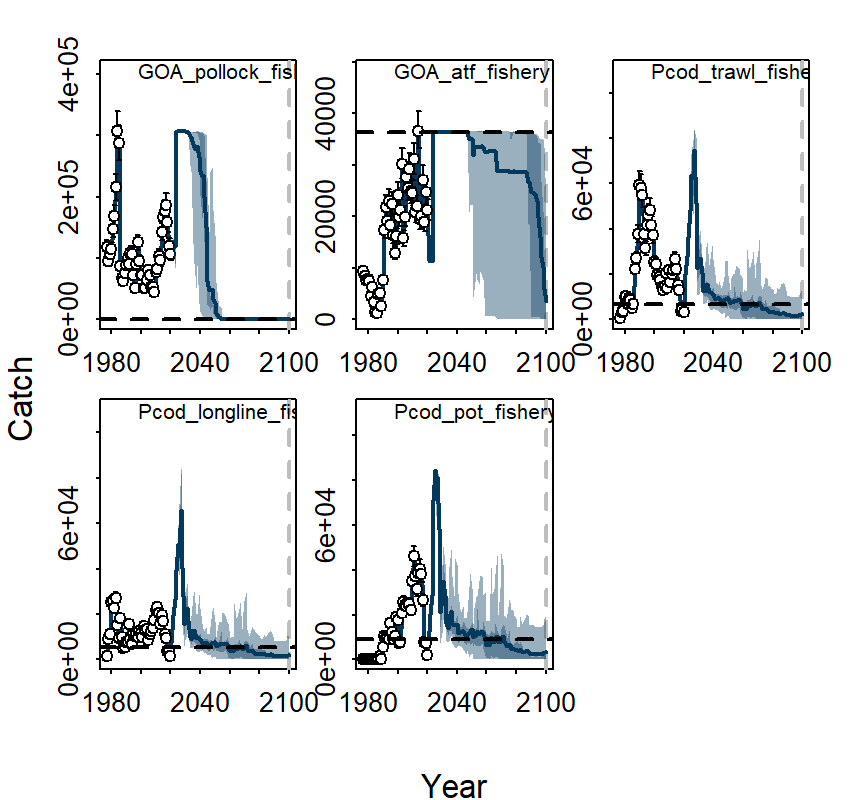 GOA_pollock_fis
GOA_atf_fishery
Pcod_trawl_fishe
0e+00 2e+05 4e+05
0 20000 40000
0e+00 6e+04
1980 2040 2100
1980 2040 2100
1980 2040 2100
Catch
Pcod_longline_fis
Pcod_pot_fishery
0e+00 6e+04
0e+00 6e+04
1980 2040 2100
1980 2040 2100
Year